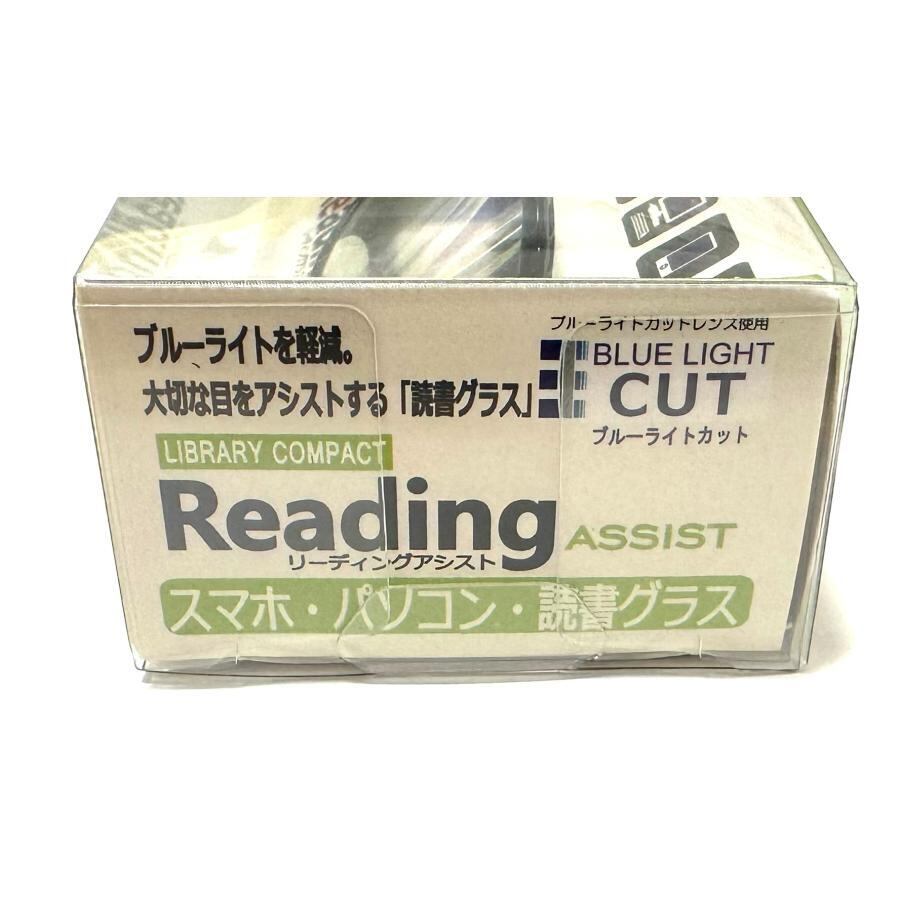 ブルーライトを軽減。
大切な目をアシストする「読書グラス」
ブルーライトカットレンズ使用
BLUE LIGHT
CUT
ブルーライトカット
LIBRARY COMPACT
Reading ASSIST
リーディングアシスト
スマホ・パソコン・読書グラス